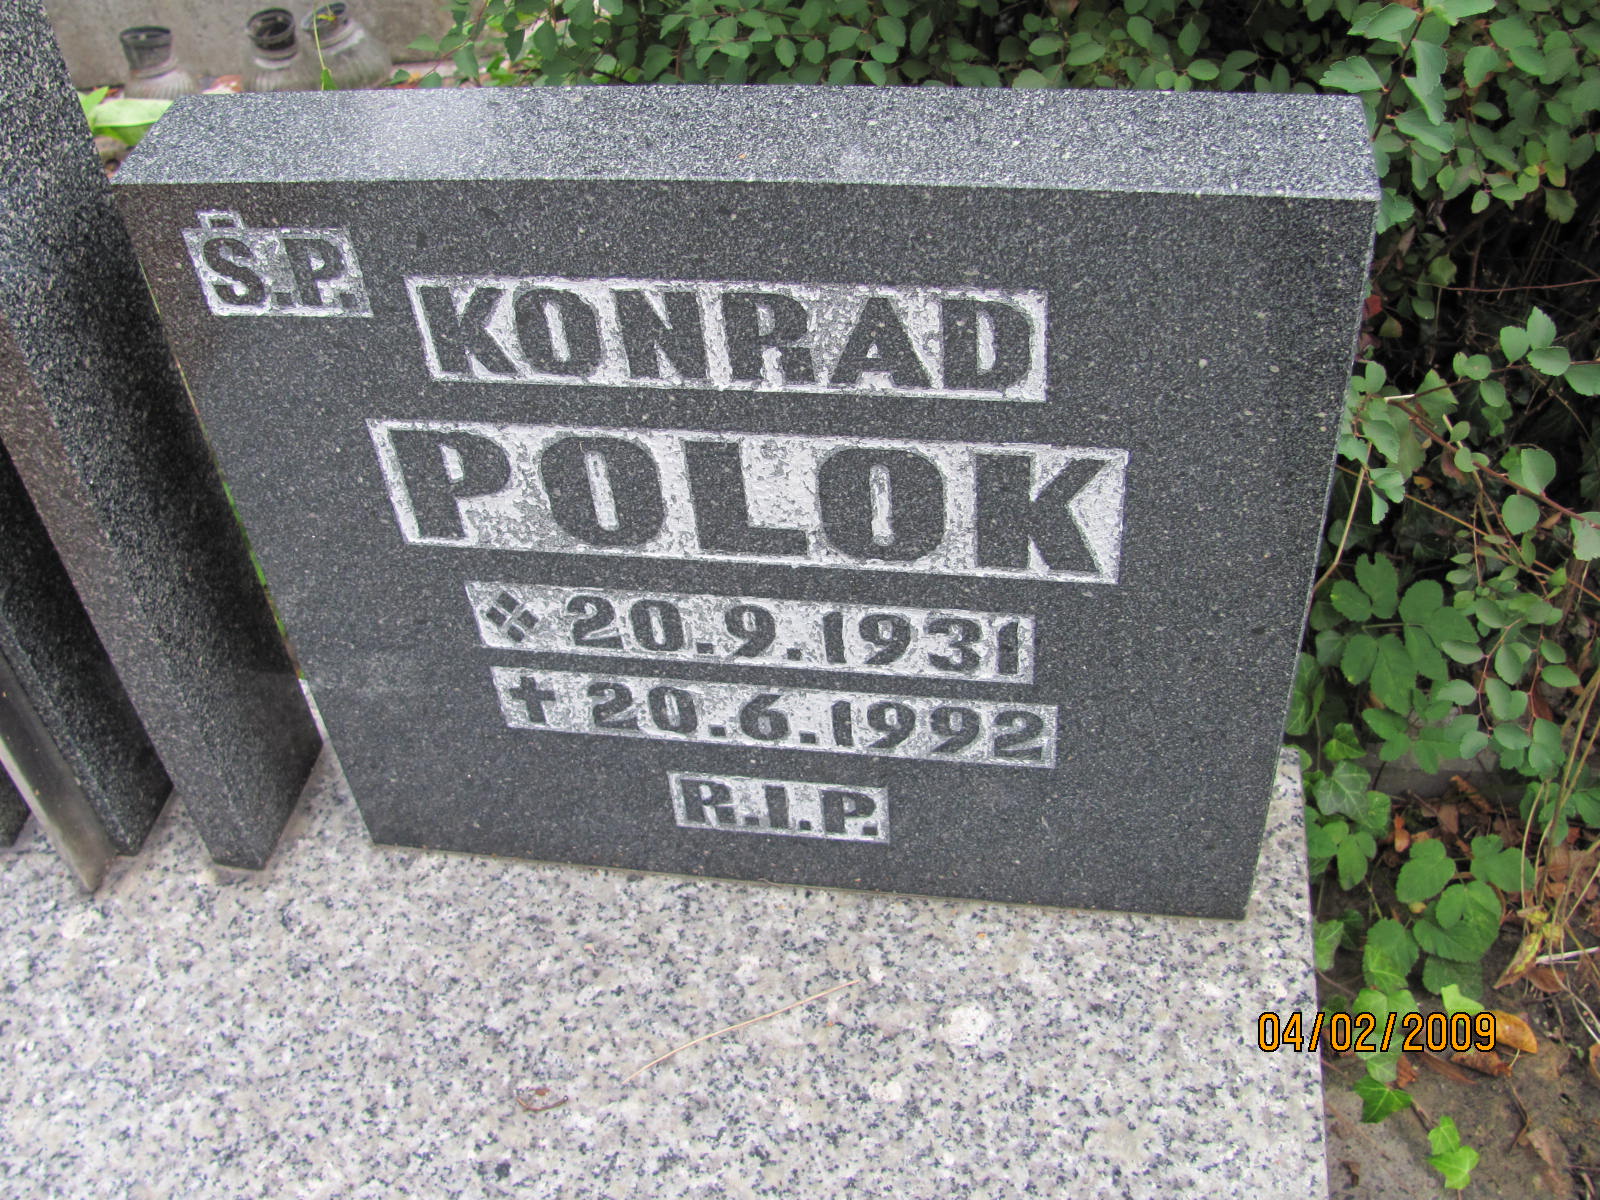 Ś.P.
KONRAD
POLOK
20.9.1931
✝ 20.6.1992
R.I.P.
04/02/2009